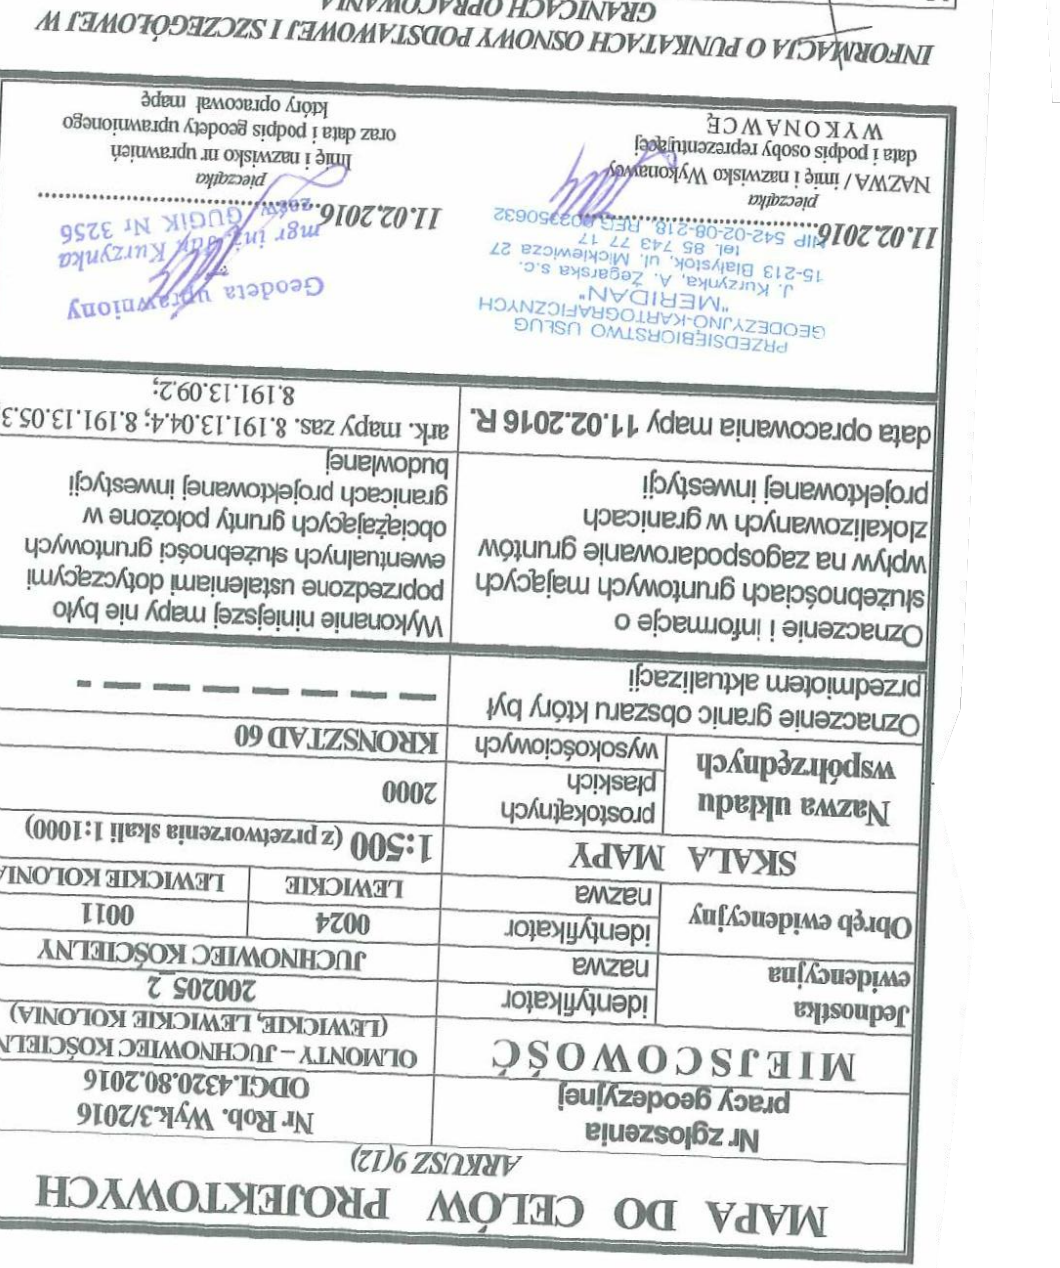 MAPA DO CELÓW PROJEKTOWYCH
ARKUSZ 9(12)
Nr zgłoszenia
pracy geodezyjnej
Nr Rob. Wyk.3/2016
ODGI.4320.80.2016
MIEJSCOWOŚĆ
OLMONTY – JUCHNOWIEC KOŚCIELN
(LEWICKIE, LEWICKIE KOLONIA)
Jednostka
ewidencyjna
identyfikator
200205_2
nazwa
JUCHNOWIEC KOŚCIELNY
Obręb ewidencyjny
identyfikator
0024
0011
nazwa
LEWICKIE
LEWICKIE KOLONIA
SKALA MAPY
1:500 (z przetworzenia skali 1:1000)
Nazwa układu
współrzędnych
prostokątnych
płaskich
2000
wysokościowych
KRONSZTAD 60
Oznaczenie granic obszaru który był
przedmiotem aktualizacji
Oznaczenie i informacje o
służebnościach gruntowych mających
wpływ na zagospodarowanie gruntów
zlokalizowanych w granicach
projektowanej inwestycji
Wykonanie niniejszej mapy nie było
poprzedzone ustaleniami dotyczącymi
ewentualnych służebności gruntowych
obciążających grunty położone w
granicach projektowanej inwestycji
budowlanej
data opracowania mapy 11.02.2016 R.
ark. mapy zas. 8.191.13.04.4; 8.191.13.05.3
8.191.13.09.2;
PRZEDSIĘBIORSTWO USŁUG
GEODEZYJNO-KARTOGRAFICZNYCH
"MERIDAN"
J. Kurzynka, A. Żegarska s.c.
15-213 Białystok, ul. Mickiewicza 27
tel. 85 743 77 17
NIP 542-02-08-218, REG 002350632
11.02.2016
pieczątka
NAZWA / imię i nazwisko Wykonawcy
data i podpis osoby reprezentującej
WYKONAWCĘ
Geodeta uprawniony
mgr inż. Kurzynka
GUGIK Nr 3256
11.02.2016
pieczątka
Imię i nazwisko nr uprawnień
oraz data i podpis geodety uprawnionego
który opracował mapę
INFORMACJA O PUNKATACH OSNOWY PODSTAWOWEJ I SZCZEGÓŁOWEJ W
GRANICACH OPRACOWANIA